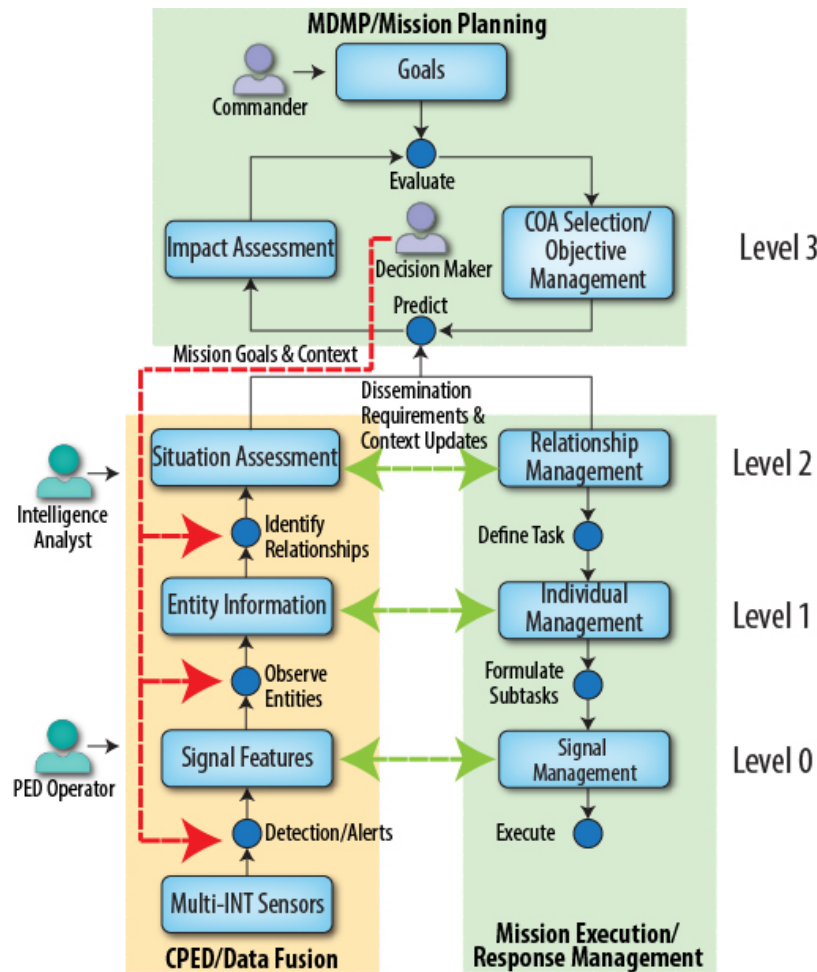 MDMP/Mission Planning
Commander
Goals
Evaluate
Impact Assessment
Decision Maker
COA Selection/
Objective
Management
Level 3
Predict
Mission Goals & Context
Dissemination
Requirements &
Context Updates
Intelligence
Analyst
Situation Assessment
Relationship
Management
Level 2
Identify
Relationships
Define Task
Entity Information
Individual
Management
Level 1
Observe
Entities
Formulate
Subtasks
PED Operator
Signal Features
Signal
Management
Level 0
Detection/Alerts
Execute
Multi-INT Sensors
CPED/Data Fusion
Mission Execution/
Response Management